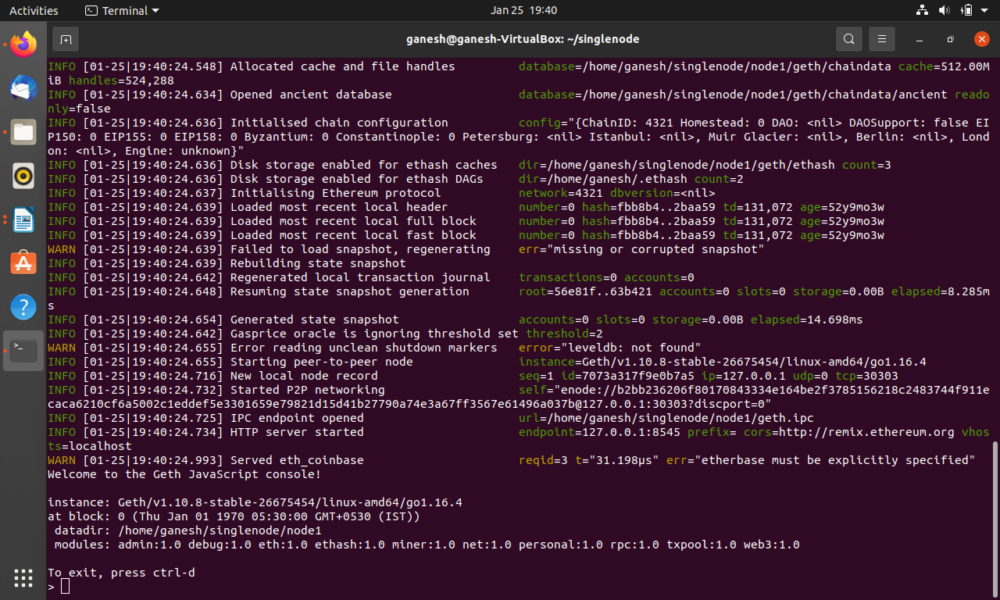 Activities
Terminal
Jan 25 19:40
ganesh@ganesh-VirtualBox: ~/singlenode
INFO [01-25|19:40:24.548] Allocated cache and file handles database=/home/ganesh/singlenode/node1/geth/chaindata cache=512.00M
iB handles=524,288
INFO [01-25|19:40:24.634] Opened ancient database database=/home/ganesh/singlenode/node1/geth/chaindata/ancient reado
nly=false
INFO [01-25|19:40:24.636] Initialised chain configuration config="{ChainID: 4321 Homestead: 0 DAO: <nil> DAOSupport: false EI
P150: 0 EIP155: 0 EIP158: 0 Byzantium: 0 Constantinople: 0 Petersburg: <nil> Istanbul: <nil>, Muir Glacier: <nil>, Berlin: <nil>, Lond
on: <nil>, Engine: unknown}"
INFO [01-25|19:40:24.636] Disk storage enabled for ethash caches dir=/home/ganesh/singlenode/node1/geth/ethash count=3
INFO [01-25|19:40:24.636] Disk storage enabled for ethash DAGs dir=/home/ganesh/.ethash count=2
INFO [01-25|19:40:24.637] Initialising Ethereum protocol network=4321 dbversion=<nil>
INFO [01-25|19:40:24.639] Loaded most recent local header number=0 hash=fbb8b4..2baa59 td=131,072 age=52y9mo3w
INFO [01-25|19:40:24.639] Loaded most recent local full block number=0 hash=fbb8b4..2baa59 td=131,072 age=52y9mo3w
INFO [01-25|19:40:24.639] Loaded most recent local fast block number=0 hash=fbb8b4..2baa59 td=131,072 age=52y9mo3w
WARN [01-25|19:40:24.639] Failed to load snapshot, regenerating err="missing or corrupted snapshot"
INFO [01-25|19:40:24.639] Rebuilding state snapshot
INFO [01-25|19:40:24.642] Regenerated local transaction journal transactions=0 accounts=0
INFO [01-25|19:40:24.648] Resuming state snapshot generation root=56e81f..63b421 accounts=0 slots=0 storage=0.00B elapsed=8.285m
s
INFO [01-25|19:40:24.654] Generated state snapshot accounts=0 slots=0 storage=0.00B elapsed=14.698ms
INFO [01-25|19:40:24.642] Gasprice oracle is ignoring threshold set threshold=2
WARN [01-25|19:40:24.655] Error reading unclean shutdown markers error="leveldb: not found"
INFO [01-25|19:40:24.655] Starting peer-to-peer node instance=Geth/v1.10.8-stable-26675454/linux-amd64/go1.16.4
INFO [01-25|19:40:24.716] New local node record seq=1 id=7073a317f9e0b7a5 ip=127.0.0.1 udp=0 tcp=30303
INFO [01-25|19:40:24.732] Started P2P networking self="enode://b2bb236206f80170843334e164be2f3785156218c2483744f911e
caca6210cf6a5002c1eddef5e3301659e79821d15d41b27790a74e3a67ff3567e61496a037b@127.0.0.1:30303?discport=0"
INFO [01-25|19:40:24.725] IPC endpoint opened url=/home/ganesh/singlenode/node1/geth.ipc
INFO [01-25|19:40:24.734] HTTP server started endpoint=127.0.0.1:8545 prefix= cors=http://remix.ethereum.org vhos
ts=localhost
WARN [01-25|19:40:24.993] Served eth_coinbase reqid=3 t="31.198µs" err="etherbase must be explicitly specified"
Welcome to the Geth JavaScript console!
instance: Geth/v1.10.8-stable-26675454/linux-amd64/go1.16.4
at block: 0 (Thu Jan 01 1970 05:30:00 GMT+0530 (IST))
datadir: /home/ganesh/singlenode/node1
modules: admin:1.0 debug:1.0 eth:1.0 ethash:1.0 miner:1.0 net:1.0 personal:1.0 rpc:1.0 txpool:1.0 web3:1.0
To exit, press ctrl-d
>